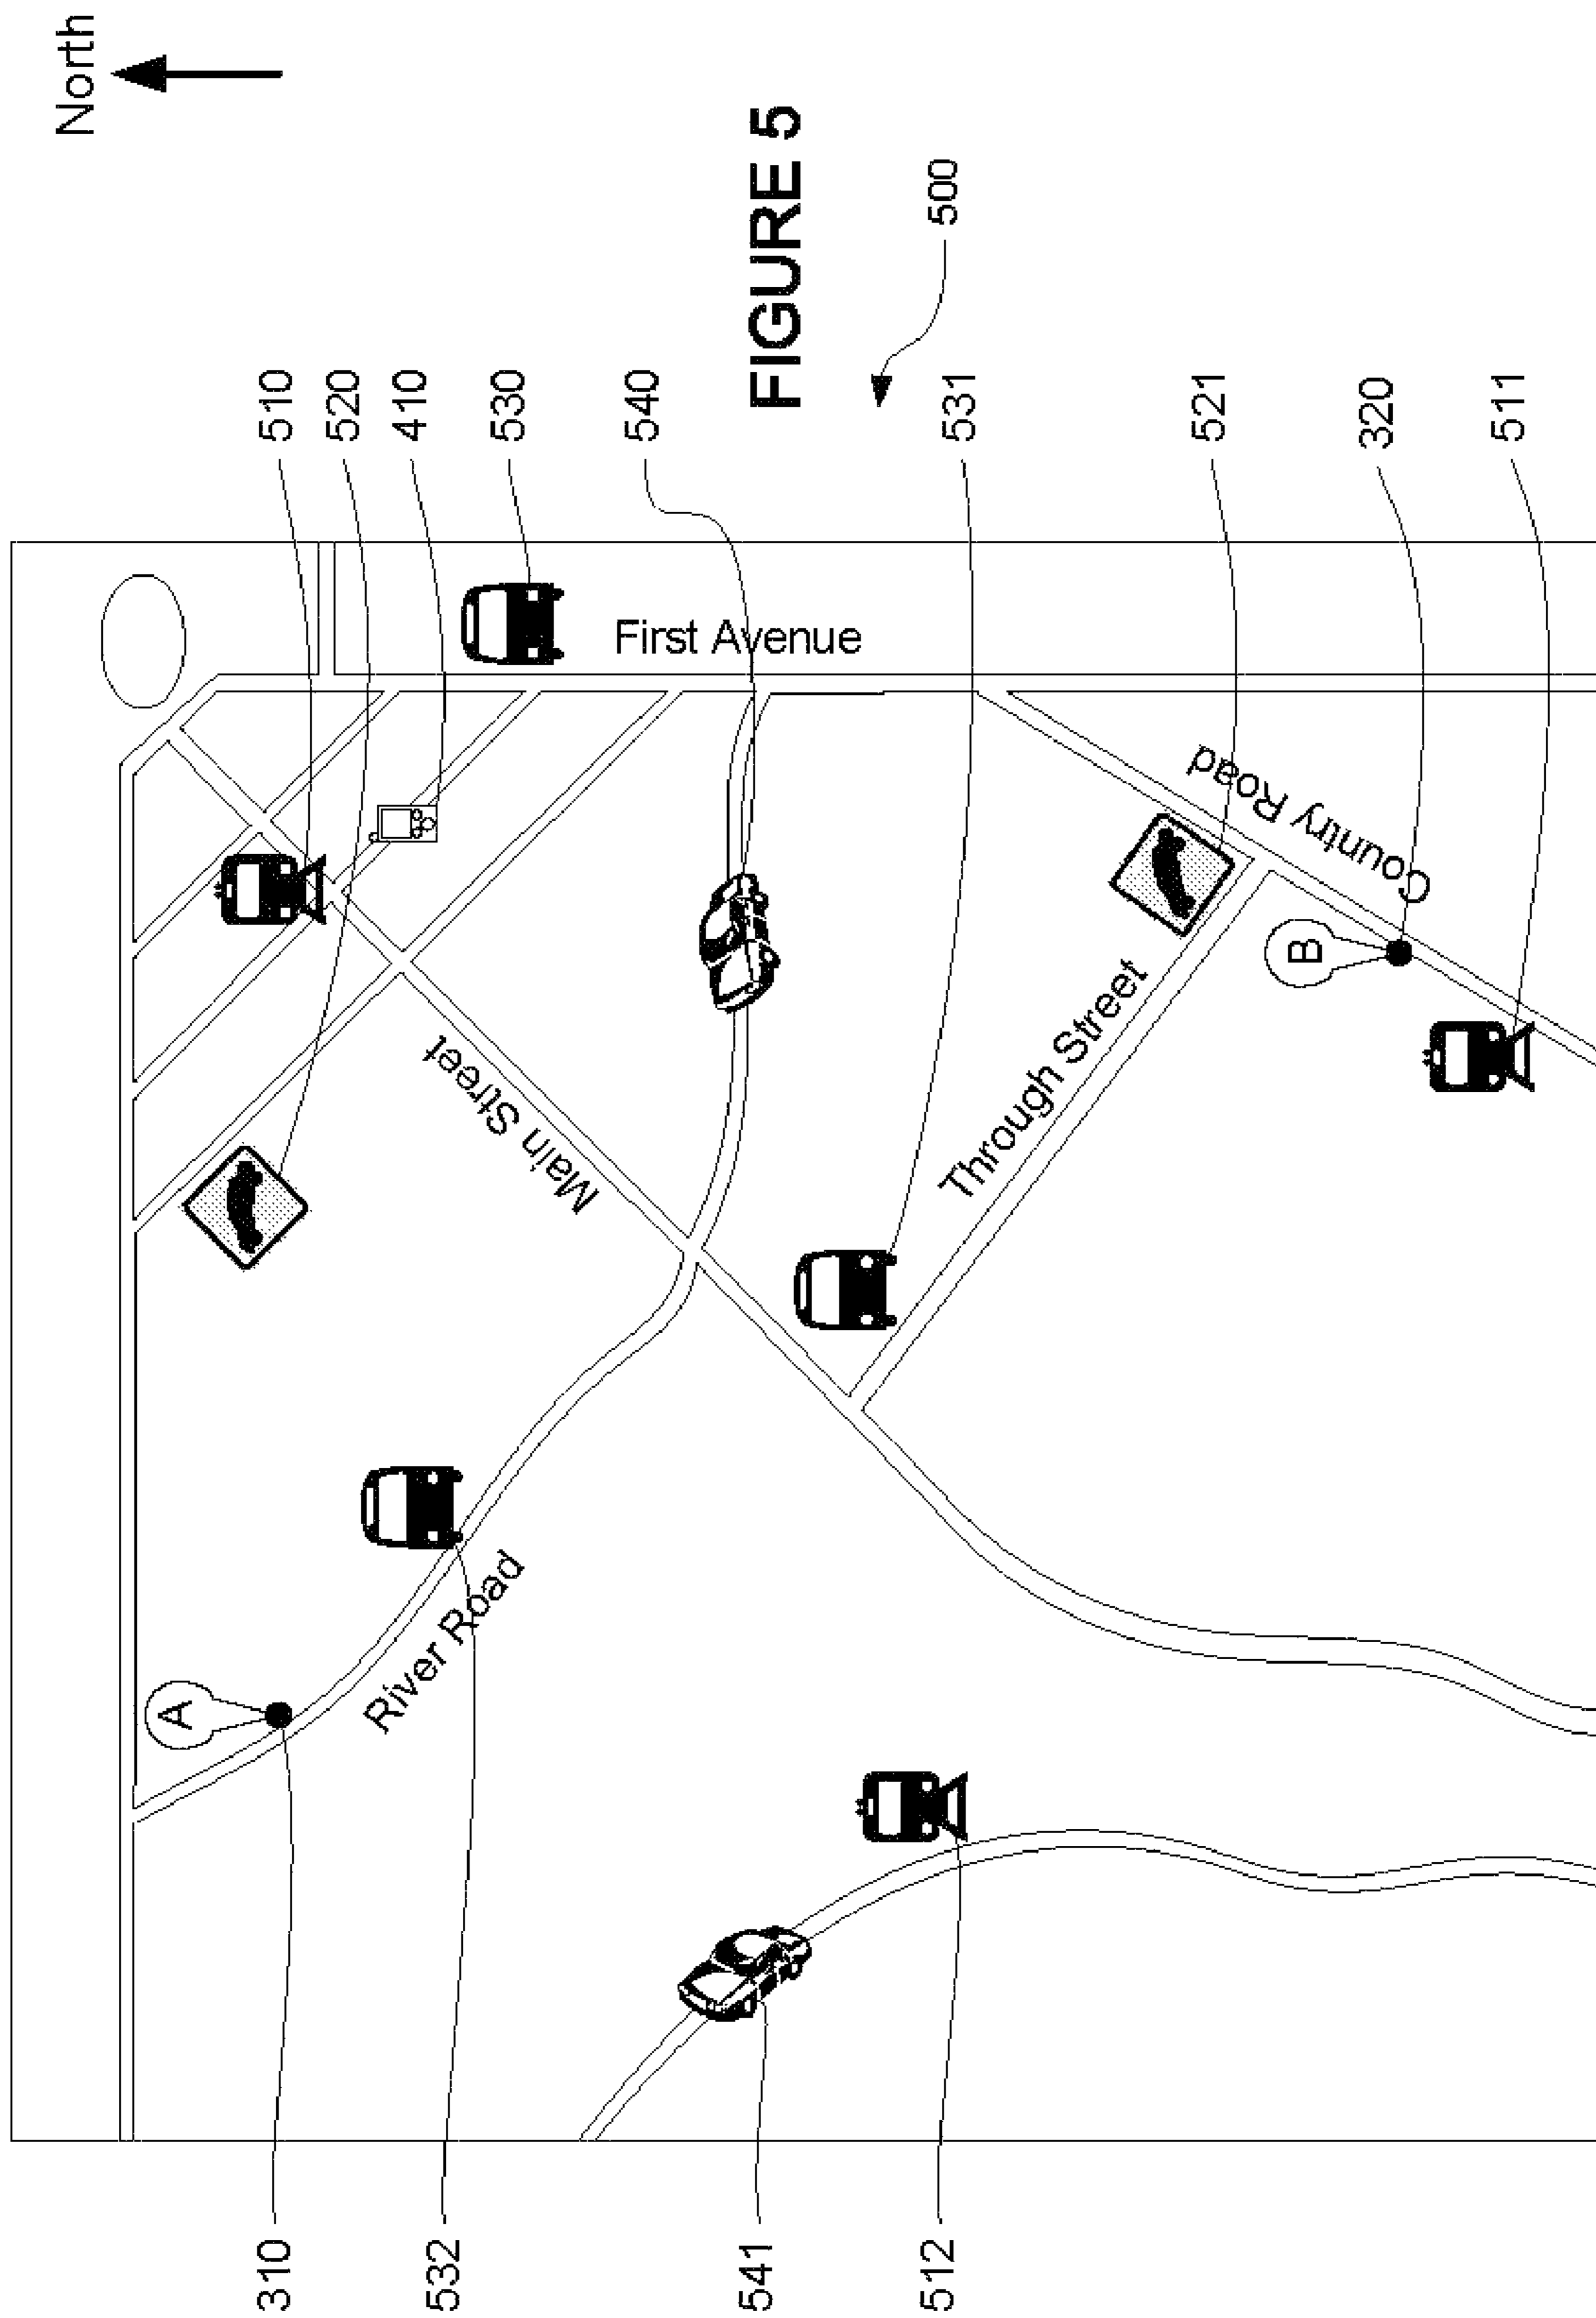 North
FIGURE 5
500
510
520
410
530
540
531
521
320
511
First Avenue
Country Road
Main Street
Through Street
River Road
A
B
310
532
541
512